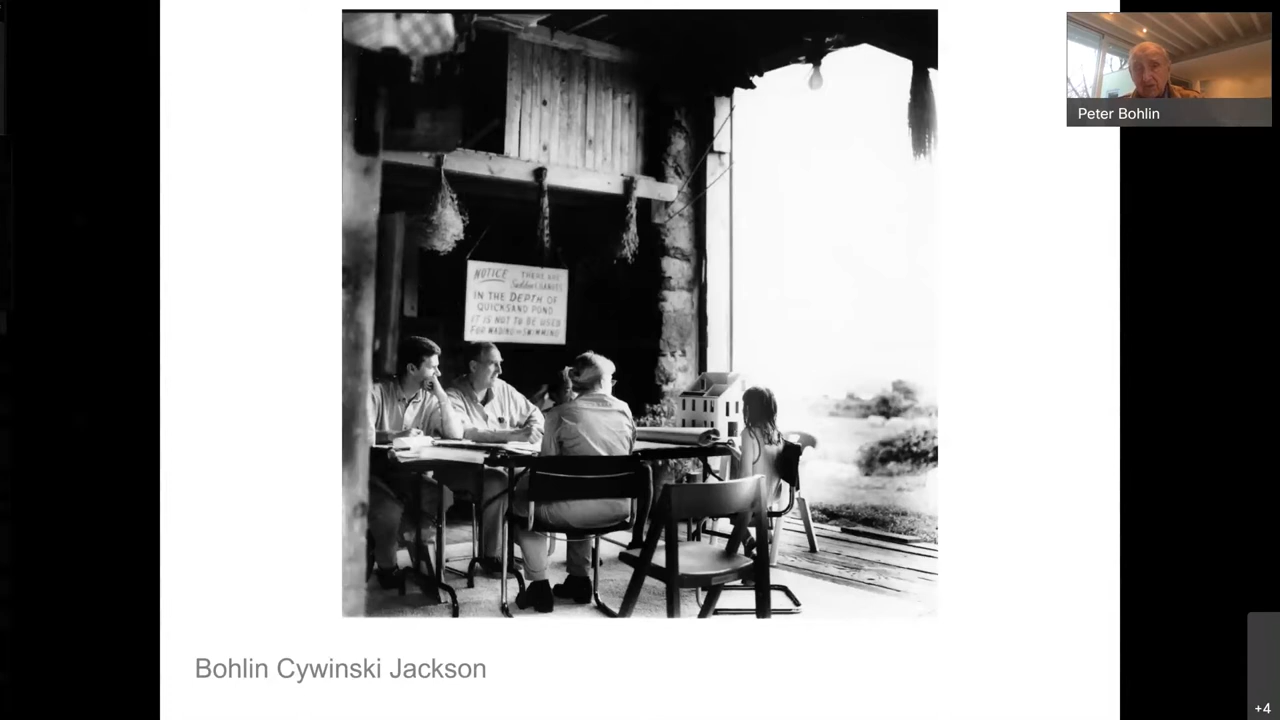 Peter Bohlin
NOTICE THERE ARE
Sudden CHANGES
IN THE DEPTH OF
QUICKSAND POND
IT IS NOT TO BE USED
FOR WADING OR SWIMMING
Bohlin Cywinski Jackson
+4